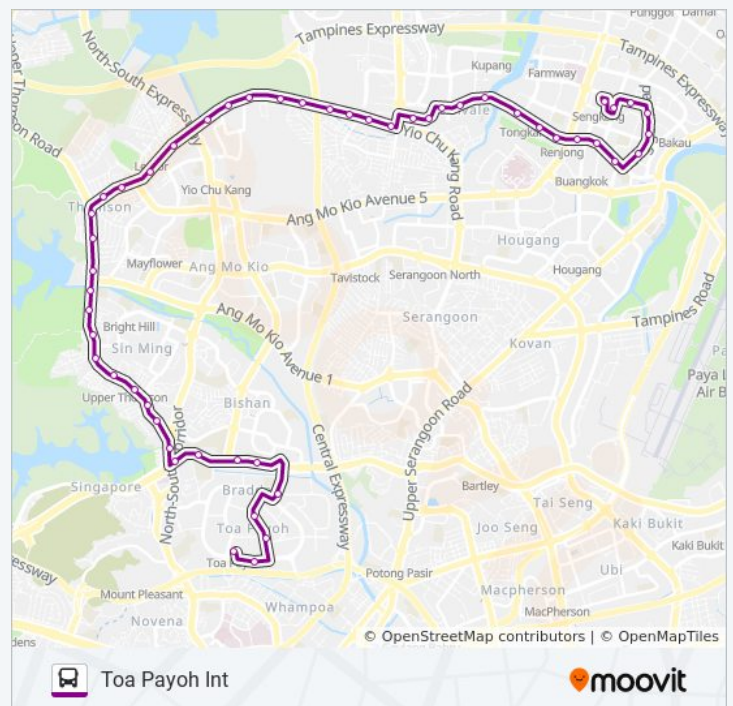 Punggol
Damar
Tampines Expressway
North-South Expressway
Kupang
Farmway
Tampines Expressway
Upper Thomson Road
Sengkang
Tongkang
Bakau
Yio Chu Kang Road
Renjong
Buangkok
Yio Chu Kang
Ang Mo Kio Avenue 5
Hougang
Mayflower
Ang Mo Kio
Tavistock
Serangoon North
Hougang
Bright Hill
Sin Ming
Ang Mo Kio Avenue 1
Serangoon
Kovan
Tampines Road
Upper Thomson
Bishan
Central Expressway
Upper Serangoon Road
Paya L
Air B
Singapore
Bartley
Tai Seng
Joo Seng
Kaki Bukit
Toa Payoh
Kaki Bukit
Potong Pasir
Ubi
Mount Pleasant
Macpherson
Novena
Whampoa
MacPherson
© OpenStreetMap contributors | © OpenMapTiles
Toa Payoh Int
moovit